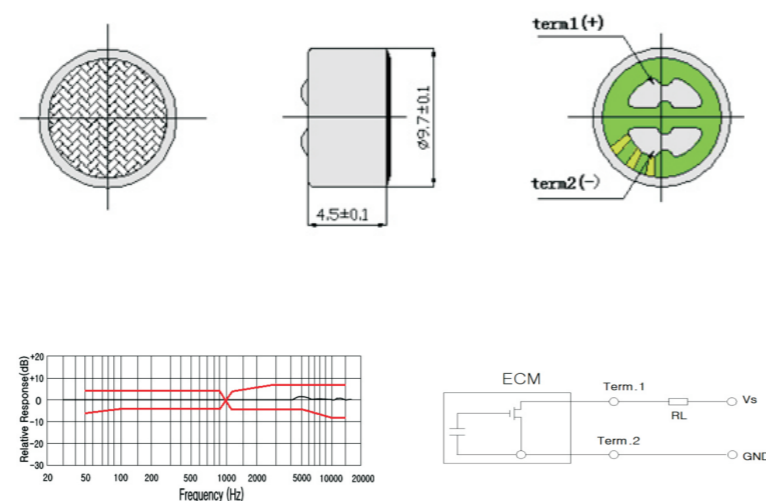 term1(+)
ø9.7±0.1
4.5±0.1
term2(-)
Relative Response(dB)
+20
+10
0
-10
-20
-30
20 50 100 200 500 1000 2000 5000 10000 20000
Frequency (Hz)
ECM
Term.1
Vs
RL
Term.2
GND